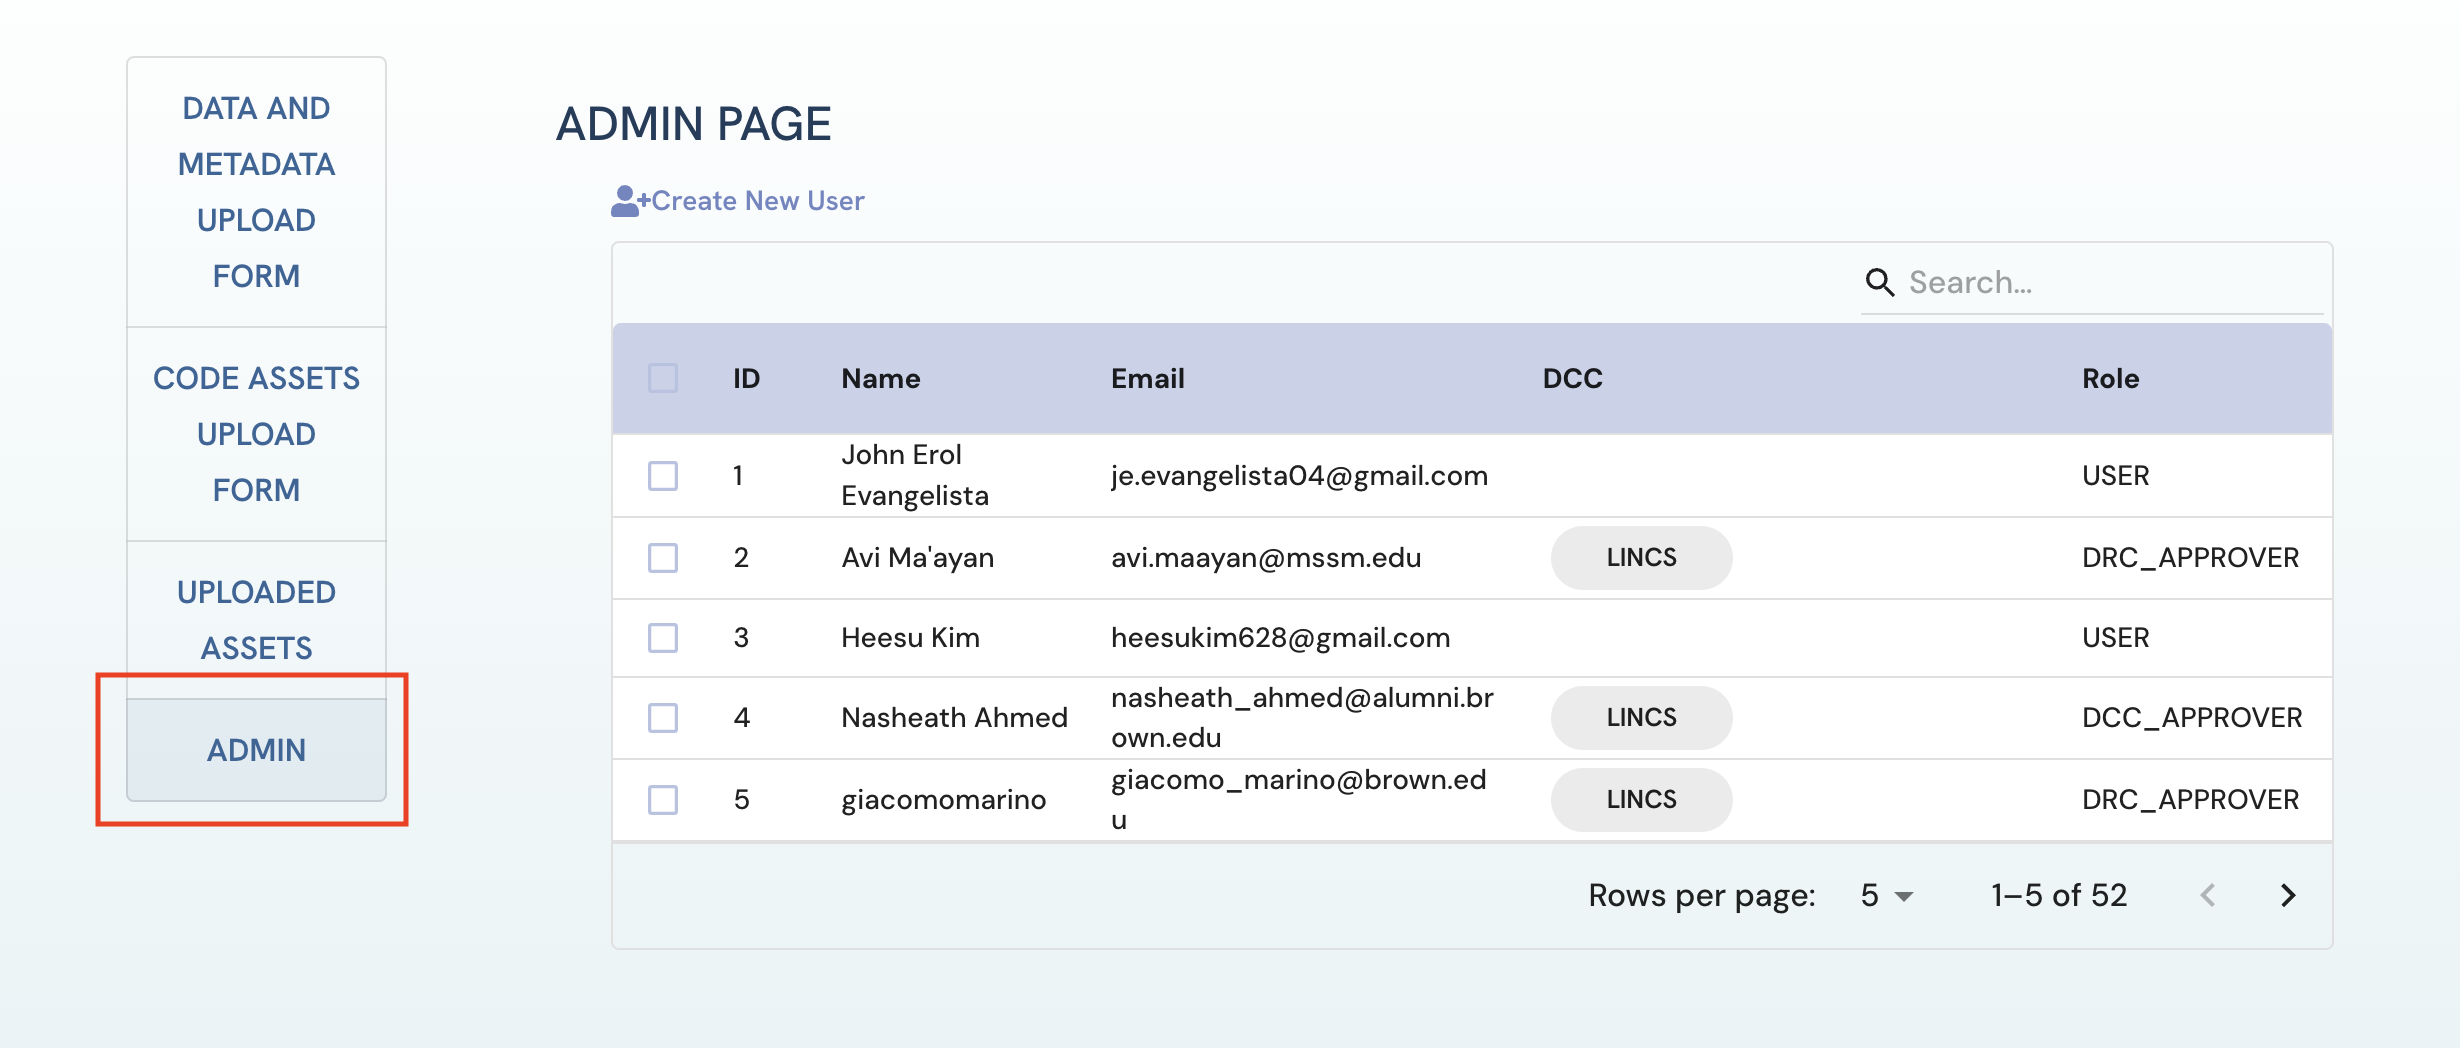 DATA AND
METADATA
UPLOAD
FORM
CODE ASSETS
UPLOAD
FORM
UPLOADED
ASSETS
ADMIN
ADMIN PAGE
Create New User
Search...
ID Name Email DCC Role
1 John Erol Evangelista je.evangelista04@gmail.com USER
2 Avi Ma'ayan avi.maayan@mssm.edu LINCS DRC_APPROVER
3 Heesu Kim heesukim628@gmail.com USER
4 Nasheath Ahmed nasheath_ahmed@alumni.brown.edu LINCS DCC_APPROVER
5 giacomomarino giacomo_marino@brown.edu LINCS DRC_APPROVER
Rows per page: 5 1–5 of 52